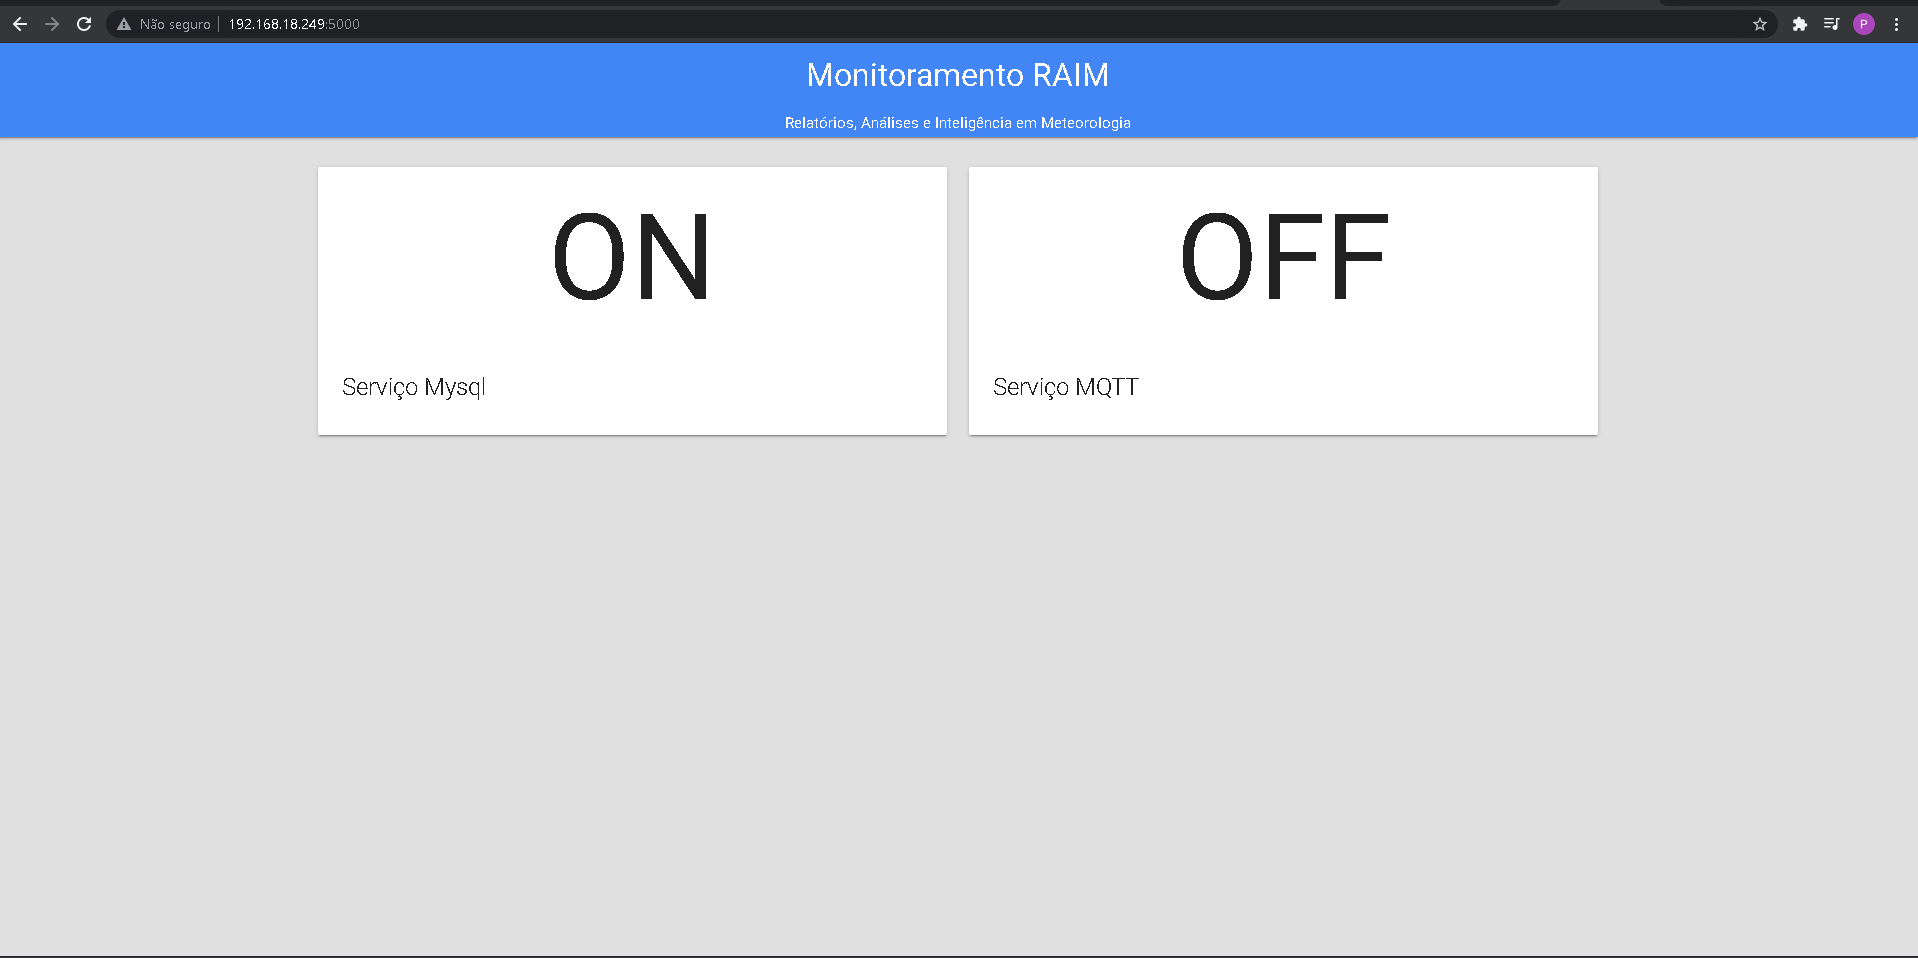 Não seguro
192.168.18.249:5000
P
Monitoramento RAIM
Relatórios, Análises e Inteligência em Meteorologia
ON
Serviço Mysql
OFF
Serviço MQTT